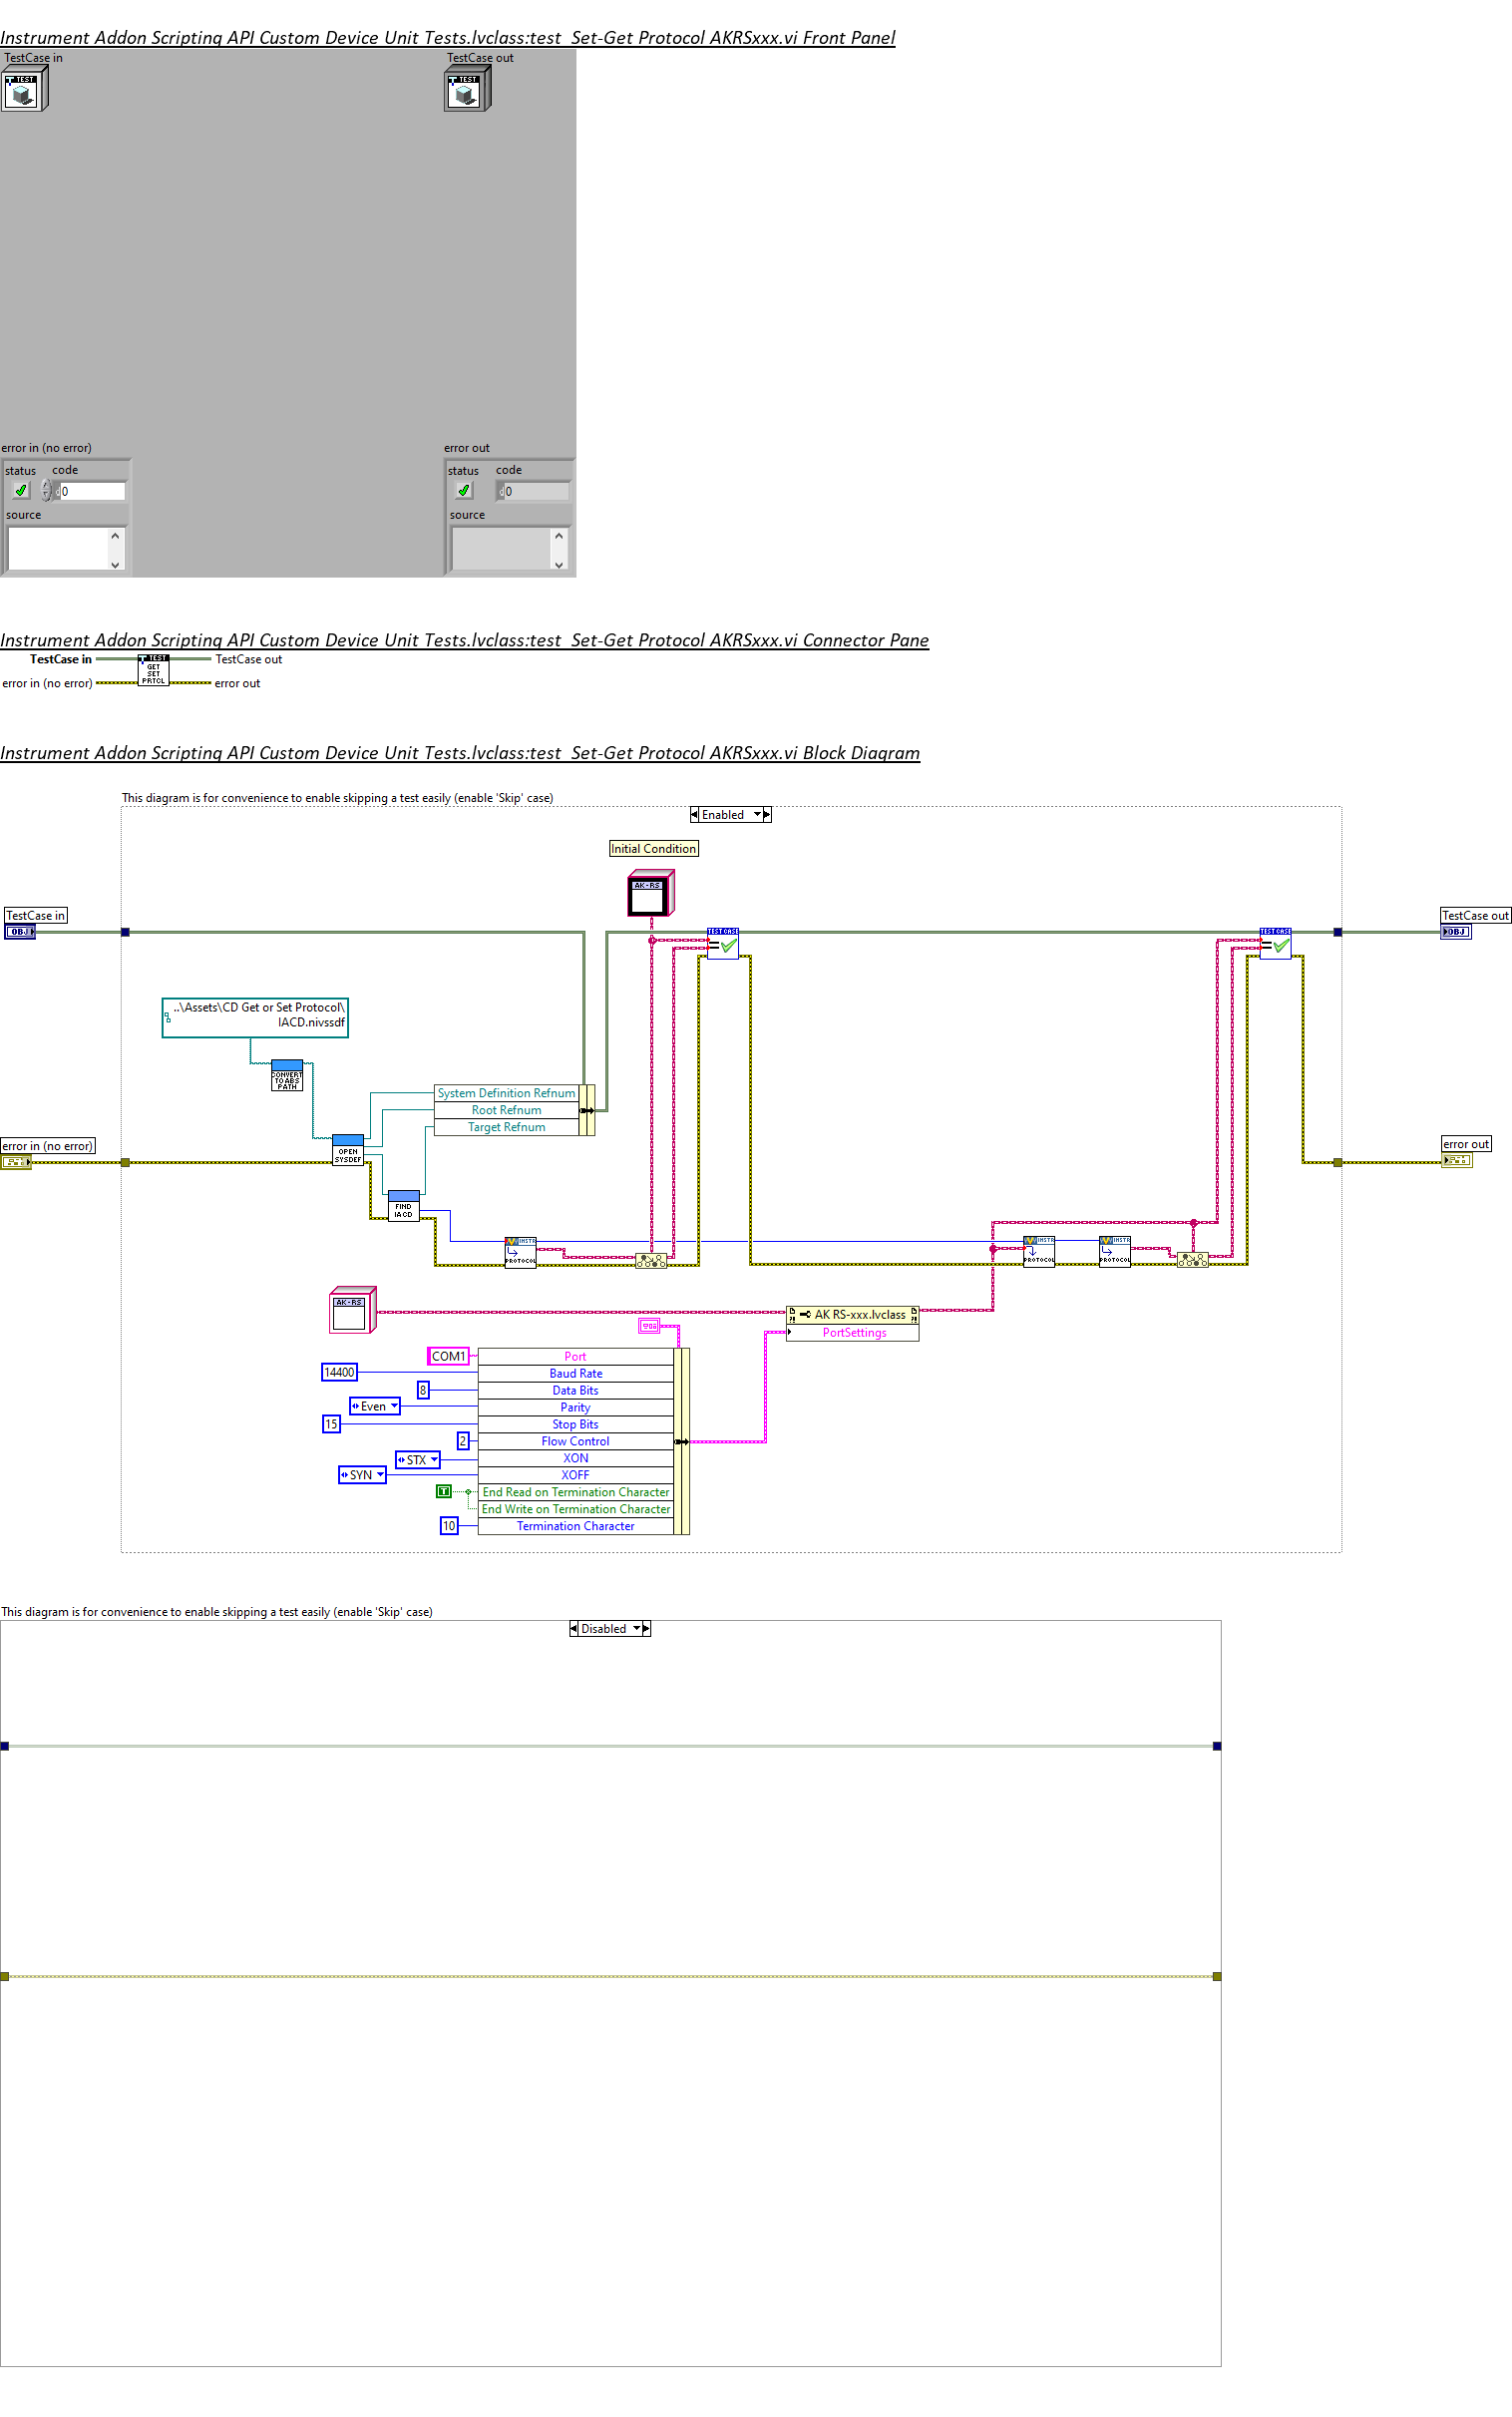 Instrument Addon Scripting API Custom Device Unit Tests.lvclass:test  Set-Get Protocol AKRSxxx.vi Front Panel
TestCase in
TestCase out
TEST
TEST
error in (no error)
error out
status
code
status
code
d
0
d
0
source
source
Instrument Addon Scripting API Custom Device Unit Tests.lvclass:test  Set-Get Protocol AKRSxxx.vi Connector Pane
TestCase in
TEST
GET
SET
PRTCL
TestCase out
error in (no error)
error out
Instrument Addon Scripting API Custom Device Unit Tests.lvclass:test  Set-Get Protocol AKRSxxx.vi Block Diagram
This diagram is for convenience to enable skipping a test easily (enable 'Skip' case)
Enabled
Initial Condition
AK-RS
TestCase in
OBJ
TESTCASE
TESTCASE
TestCase out
OBJ
..\Assets\CD Get or Set Protocol\
IACD.nivssdf
CONVERT
TO ABS
PATH
System Definition Refnum
Root Refnum
Target Refnum
error in (no error)
OPEN
SYSDEF
error out
FIND
IACD
INSTR
PROTOCOL
INSTR
PROTOCOL
INSTR
PROTOCOL
AK-RS
AK RS-xxx.lvclass
PortSettings
COM1
Port
14400
Baud Rate
8
Data Bits
Even
Parity
15
Stop Bits
2
Flow Control
STX
XON
SYN
XOFF
T
End Read on Termination Character
End Write on Termination Character
10
Termination Character
This diagram is for convenience to enable skipping a test easily (enable 'Skip' case)
Disabled